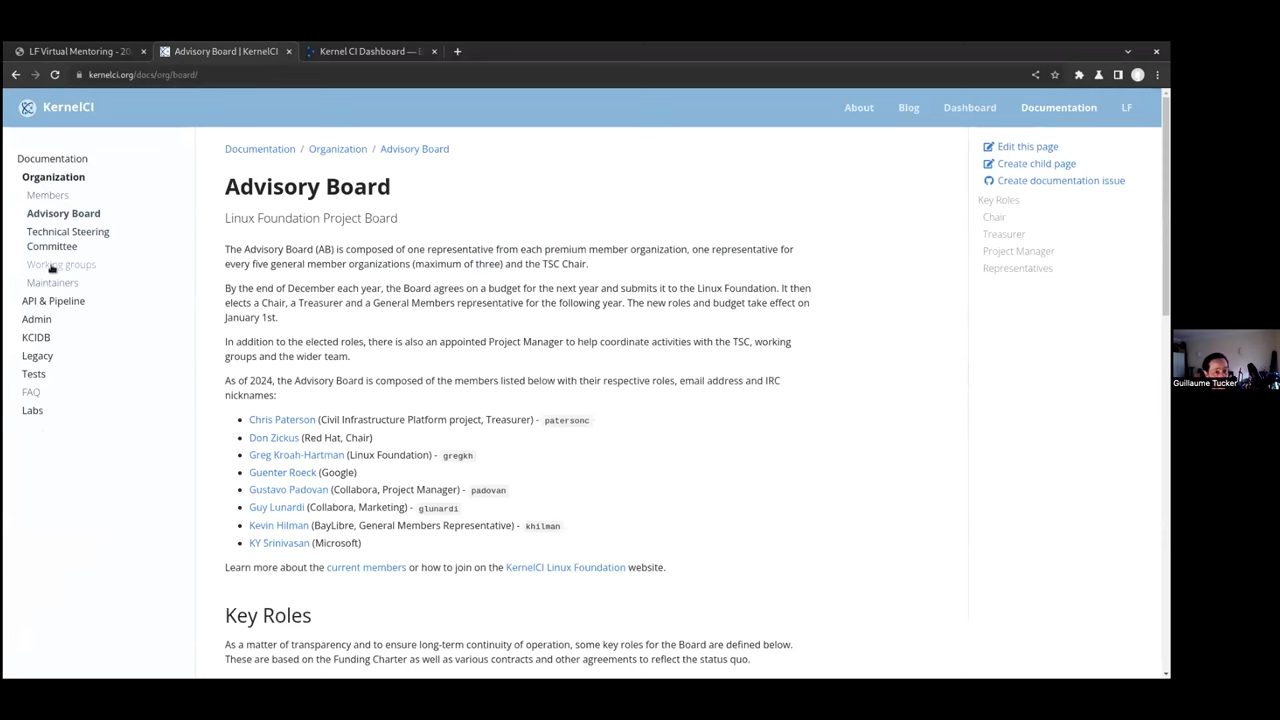 LF Virtual Mentoring - 20
Advisory Board | KernelCI
Kernel CI Dashboard —
kernelci.org/docs/org/board/
KernelCI
About
Blog
Dashboard
Documentation
LF
Documentation
Organization
Members
Advisory Board
Technical Steering
Committee
Working groups
Maintainers
API & Pipeline
Admin
KCIDB
Legacy
Tests
FAQ
Labs
Documentation / Organization / Advisory Board
Advisory Board
Linux Foundation Project Board
The Advisory Board (AB) is composed of one representative from each premium member organization, one representative for
every five general member organizations (maximum of three) and the TSC Chair.
By the end of December each year, the Board agrees on a budget for the next year and submits it to the Linux Foundation. It then
elects a Chair, a Treasurer and a General Members representative for the following year. The new roles and budget take effect on
January 1st.
In addition to the elected roles, there is also an appointed Project Manager to help coordinate activities with the TSC, working
groups and the wider team.
As of 2024, the Advisory Board is composed of the members listed below with their respective roles, email address and IRC
nicknames:
• Chris Paterson (Civil Infrastructure Platform project, Treasurer) - patersonc
• Don Zickus (Red Hat, Chair)
• Greg Kroah-Hartman (Linux Foundation) - gregkh
• Guenter Roeck (Google)
• Gustavo Padovan (Collabora, Project Manager) - padovan
• Guy Lunardi (Collabora, Marketing) - glunardi
• Kevin Hilman (BayLibre, General Members Representative) - khilman
• KY Srinivasan (Microsoft)
Learn more about the current members or how to join on the KernelCI Linux Foundation website.
Key Roles
As a matter of transparency and to ensure long-term continuity of operation, some key roles for the Board are defined below.
These are based on the Funding Charter as well as various contracts and other agreements to reflect the status quo.
Edit this page
Create child page
Create documentation issue
Key Roles
Chair
Treasurer
Project Manager
Representatives
Guillaume Tucker